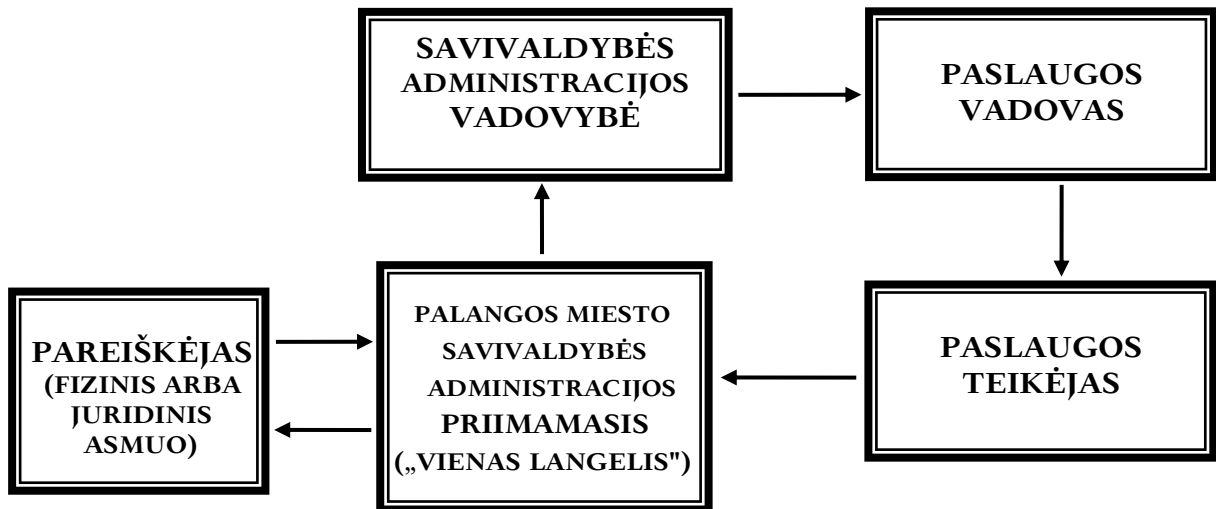 SAVIVALDYBĖS
ADMINISTRACIJOS
VADOVYBĖ
PASLAUGOS
VADOVAS
PAREIŠKĖJAS
(FIZINIS ARBA
JURIDINIS
ASMUO)
PALANGOS MIESTO
SAVIVALDYBĖS
ADMINISTRACIJOS
PRIIMAMASIS
(„VIENAS LANGELIS")
PASLAUGOS
TEIKĖJAS